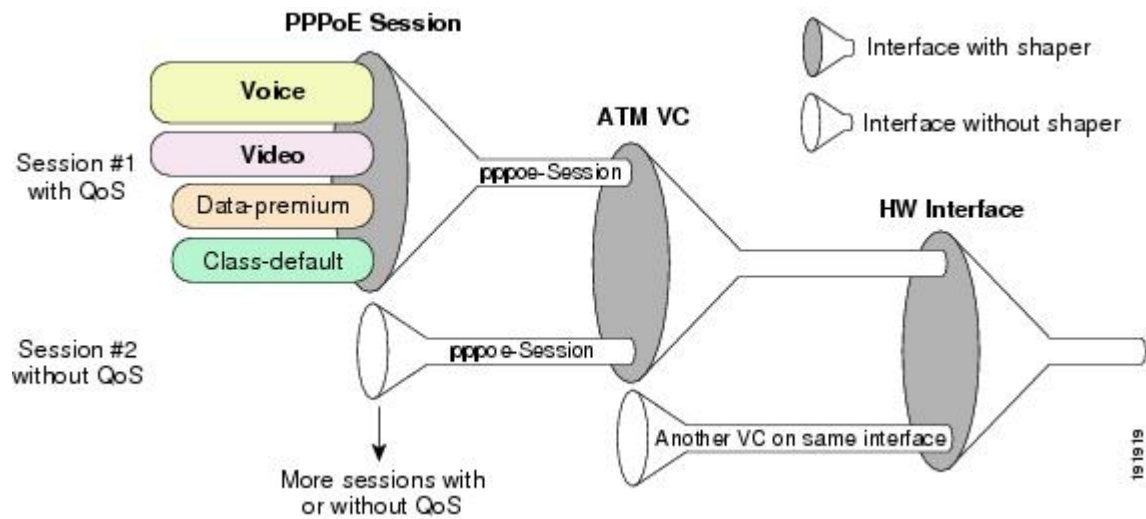 PPPoE Session
Interface with shaper
Voice
ATM VC
Interface without shaper
Video
Session #1
with QoS
pppoe-Session
Data-premium
HW Interface
Class-default
Session #2
without QoS
pppoe-Session
Another VC on same interface
More sessions with
or without QoS
191919